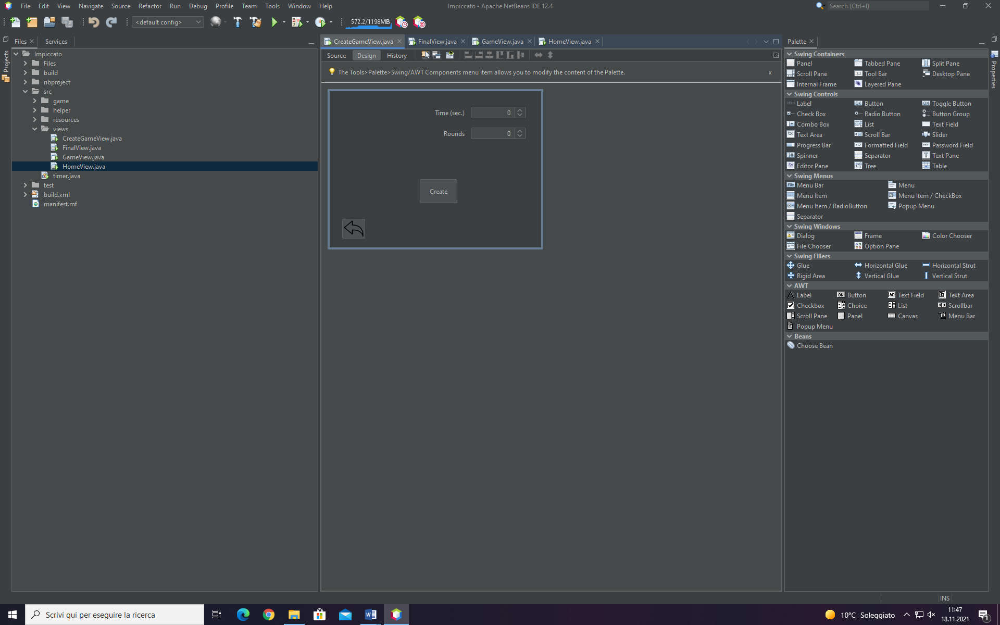 File Edit View Navigate Source Refactor Run Debug Profile Team Tools Window Help
Impiccato - Apache NetBeans IDE 12.4
Search (Ctrl+I)
<default config>
572.2/1198MB
Files
Services
Projects
Impiccato
Files
build
nbproject
src
game
helper
resources
views
CreateGameView.java
FinalView.java
GameView.java
HomeView.java
timer.java
test
build.xml
manifest.mf
CreateGameView.java FinalView.java GameView.java HomeView.java
Source Design History
The Tools>Palette>Swing/AWT Components menu item allows you to modify the content of the Palette.
x
Time (sec.) 0
Rounds 0
Create
Palette
Properties
Swing Containers
Panel Tabbed Pane Split Pane
Scroll Pane Tool Bar Desktop Pane
Internal Frame Layered Pane
Swing Controls
Label Button Toggle Button
Check Box Radio Button Button Group
Combo Box List Text Field
Text Area Scroll Bar Slider
Progress Bar Formatted Field Password Field
Spinner Separator Text Pane
Editor Pane Tree Table
Swing Menus
Menu Bar Menu
Menu Item Menu Item / CheckBox
Menu Item / RadioButton Popup Menu
Separator
Swing Windows
Dialog Frame Color Chooser
File Chooser Option Pane
Swing Fillers
Glue Horizontal Glue Horizontal Strut
Rigid Area Vertical Glue Vertical Strut
AWT
Label Button Text Field Text Area
Checkbox Choice List Scrollbar
Scroll Pane Panel Canvas Menu Bar
Popup Menu
Beans
Choose Bean
INS
Scrivi qui per eseguire la ricerca
10°C Soleggiato
11:47
18.11.2021
1